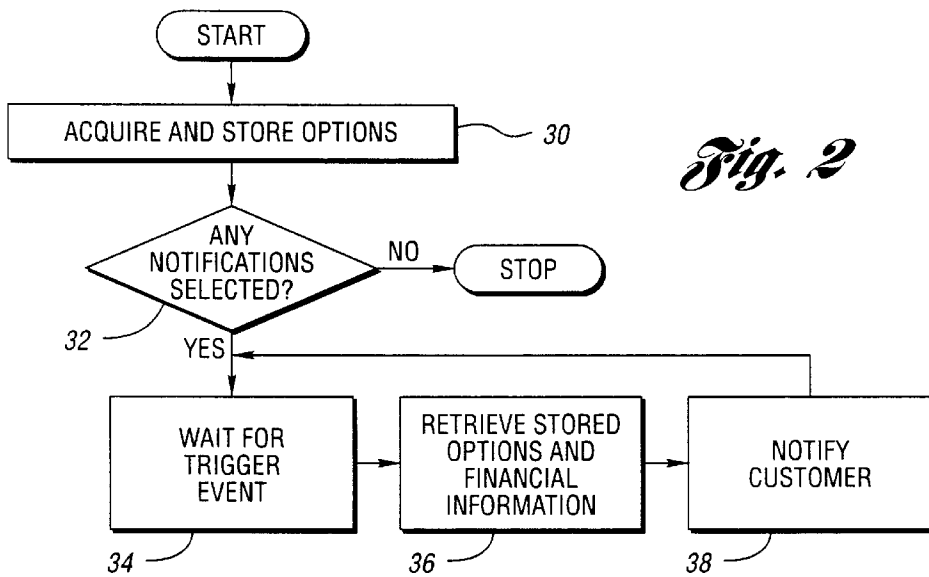 START
ACQUIRE AND STORE OPTIONS
30
Fig. 2
ANY
NOTIFICATIONS
SELECTED?
NO
STOP
32
YES
WAIT FOR
TRIGGER
EVENT
RETRIEVE STORED
OPTIONS AND
FINANCIAL
INFORMATION
NOTIFY
CUSTOMER
34
36
38